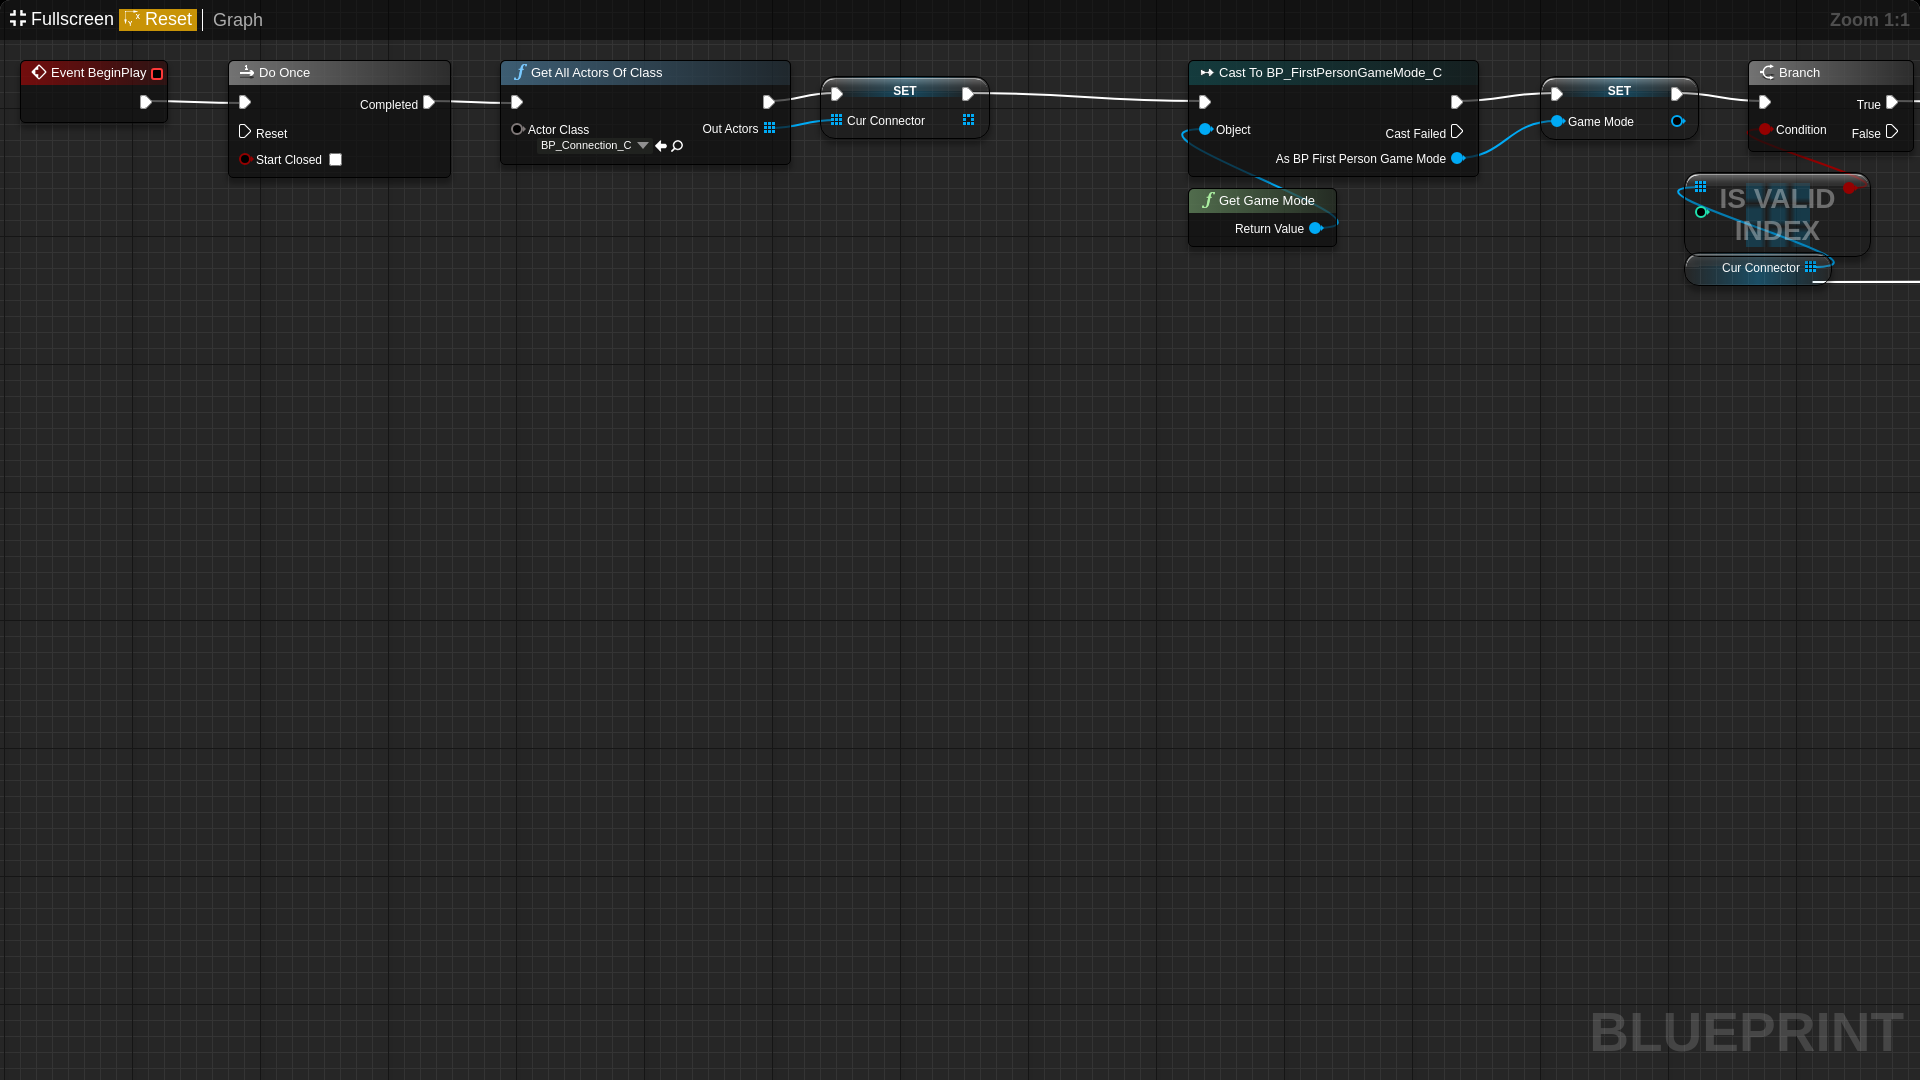 Fullscreen Reset Graph Zoom 1:1
Event BeginPlay
Do Once
Completed
Reset
Start Closed
Get All Actors Of Class
Actor Class
BP_Connection_C
Out Actors
SET
Cur Connector
Cast To BP_FirstPersonGameMode_C
Object
Cast Failed
As BP First Person Game Mode
Get Game Mode
Return Value
SET
Game Mode
Branch
True
Condition
False
IS VALID
INDEX
Cur Connector
BLUEPRINT